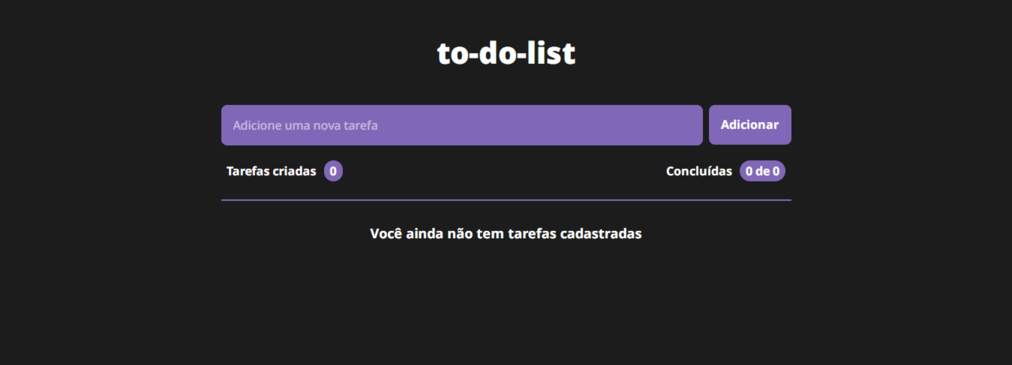 to-do-list
Adicione uma nova tarefa
Adicionar
Tarefas criadas 0
Concluídas 0 de 0
Você ainda não tem tarefas cadastradas